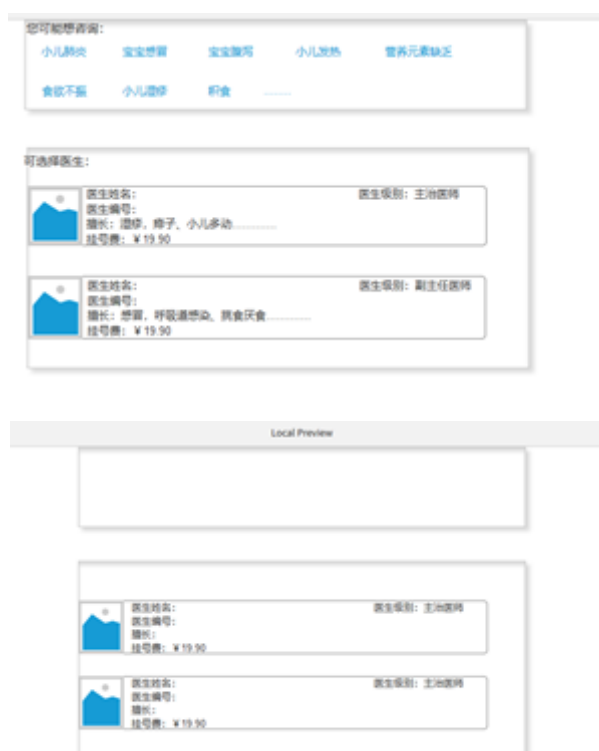 您可能想咨询：
小儿肺炎 宝宝感冒 宝宝腹泻 小儿发热 营养元素缺乏
食欲不振 小儿湿疹 积食 ………
可选择医生：
医生姓名： 医生级别：主治医师
医生编号：
擅长：湿疹、疹子、小儿多动…………
挂号费：￥19.90
医生姓名： 医生级别：副主任医师
医生编号：
擅长：感冒、呼吸道感染、挑食厌食…………
挂号费：￥19.90
Local Preview
医生姓名： 医生级别：主治医师
医生编号：
擅长：
挂号费：￥19.90
医生姓名： 医生级别：主治医师
医生编号：
擅长：
挂号费：￥19.90